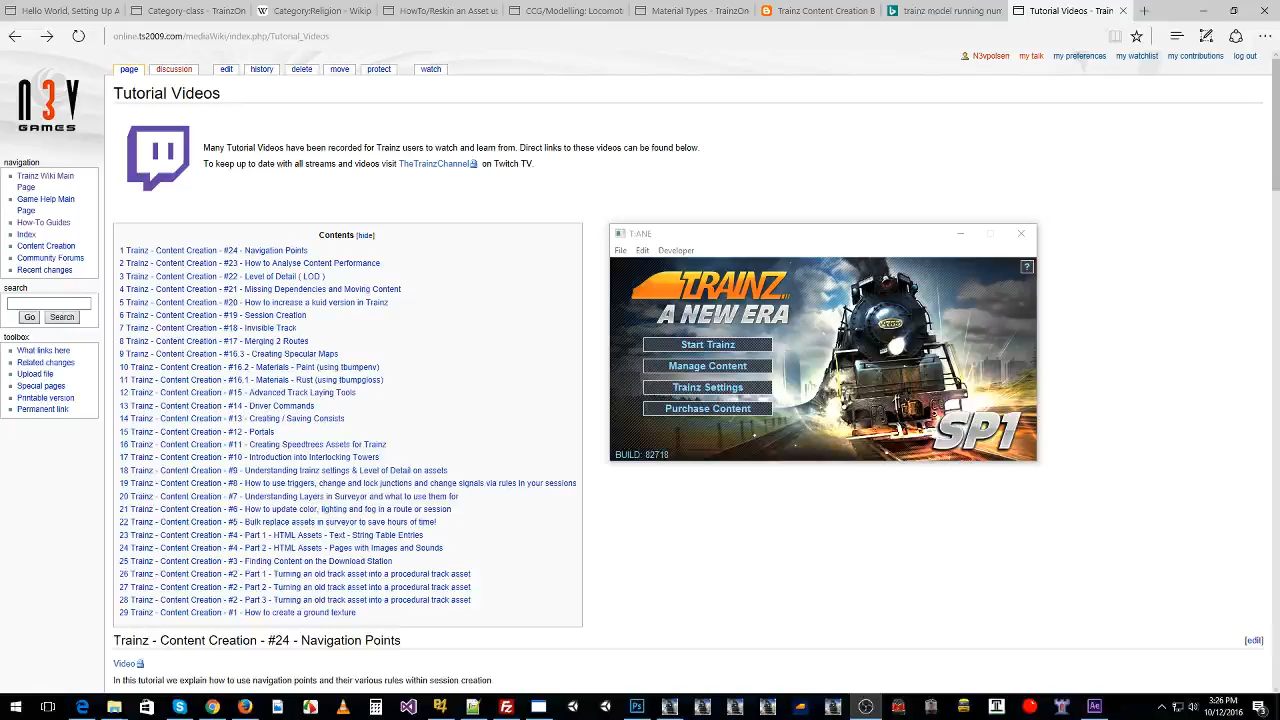 Hello World, Setting Up A
Category-class - TrainzOn
Category:Religion - Wikip
HowTo/Reskin an Asset u
CCG/Modelling: Locomot
Material Types - TrainzOn
Trainz Content Creation B
trainz model running num
Tutorial Videos - Train
online.ts2009.com/mediaWiki/index.php/Tutorial_Videos
N3vpolsen my talk my preferences my watchlist my contributions log out
page discussion edit history delete move protect watch
N3V
GAMES
navigation
Trainz Wiki Main
Page
Game Help Main
Page
How-To Guides
Index
Content Creation
Community Forums
Recent changes
search
Go Search
toolbox
What links here
Related changes
Upload file
Special pages
Printable version
Permanent link
Tutorial Videos
Many Tutorial Videos have been recorded for Trainz users to watch and learn from. Direct links to these videos can be found below.
To keep up to date with all streams and videos visit TheTrainzChannel on Twitch TV.
Contents [hide]
1 Trainz - Content Creation - #24 - Navigation Points
2 Trainz - Content Creation - #23 - How to Analyse Content Performance
3 Trainz - Content Creation - #22 - Level of Detail ( LOD )
4 Trainz - Content Creation - #21 - Missing Dependencies and Moving Content
5 Trainz - Content Creation - #20 - How to increase a kuid version in Trainz
6 Trainz - Content Creation - #19 - Session Creation
7 Trainz - Content Creation - #18 - Invisible Track
8 Trainz - Content Creation - #17 - Merging 2 Routes
9 Trainz - Content Creation - #16.3 - Creating Specular Maps
10 Trainz - Content Creation - #16.2 - Materials - Paint (using tbumpenv)
11 Trainz - Content Creation - #16.1 - Materials - Rust (using tbumpgloss)
12 Trainz - Content Creation - #15 - Advanced Track Laying Tools
13 Trainz - Content Creation - #14 - Driver Commands
14 Trainz - Content Creation - #13 - Creating / Saving Consists
15 Trainz - Content Creation - #12 - Portals
16 Trainz - Content Creation - #11 - Creating Speedtrees Assets for Trainz
17 Trainz - Content Creation - #10 - Introduction into Interlocking Towers
18 Trainz - Content Creation - #9 - Understanding trainz settings & Level of Detail on assets
19 Trainz - Content Creation - #8 - How to use triggers, change and lock junctions and change signals via rules in your sessions
20 Trainz - Content Creation - #7 - Understanding Layers in Surveyor and what to use them for
21 Trainz - Content Creation - #6 - How to update color, lighting and fog in a route or session
22 Trainz - Content Creation - #5 - Bulk replace assets in surveyor to save hours of time!
23 Trainz - Content Creation - #4 - Part 1 - HTML Assets - Text - String Table Entries
24 Trainz - Content Creation - #4 - Part 2 - HTML Assets - Pages with Images and Sounds
25 Trainz - Content Creation - #3 - Finding Content on the Download Station
26 Trainz - Content Creation - #2 - Part 1 - Turning an old track asset into a procedural track asset
27 Trainz - Content Creation - #2 - Part 2 - Turning an old track asset into a procedural track asset
28 Trainz - Content Creation - #2 - Part 3 - Turning an old track asset into a procedural track asset
29 Trainz - Content Creation - #1 - How to create a ground texture
TANE
File Edit Developer
?
TRAINZ
A NEW ERA
Start Trainz
Manage Content
Trainz Settings
Purchase Content
SP1
BUILD: 82718
Trainz - Content Creation - #24 - Navigation Points
[edit]
Video
In this tutorial we explain how to use navigation points and their various rules within session creation
3:26 PM
10/12/2016